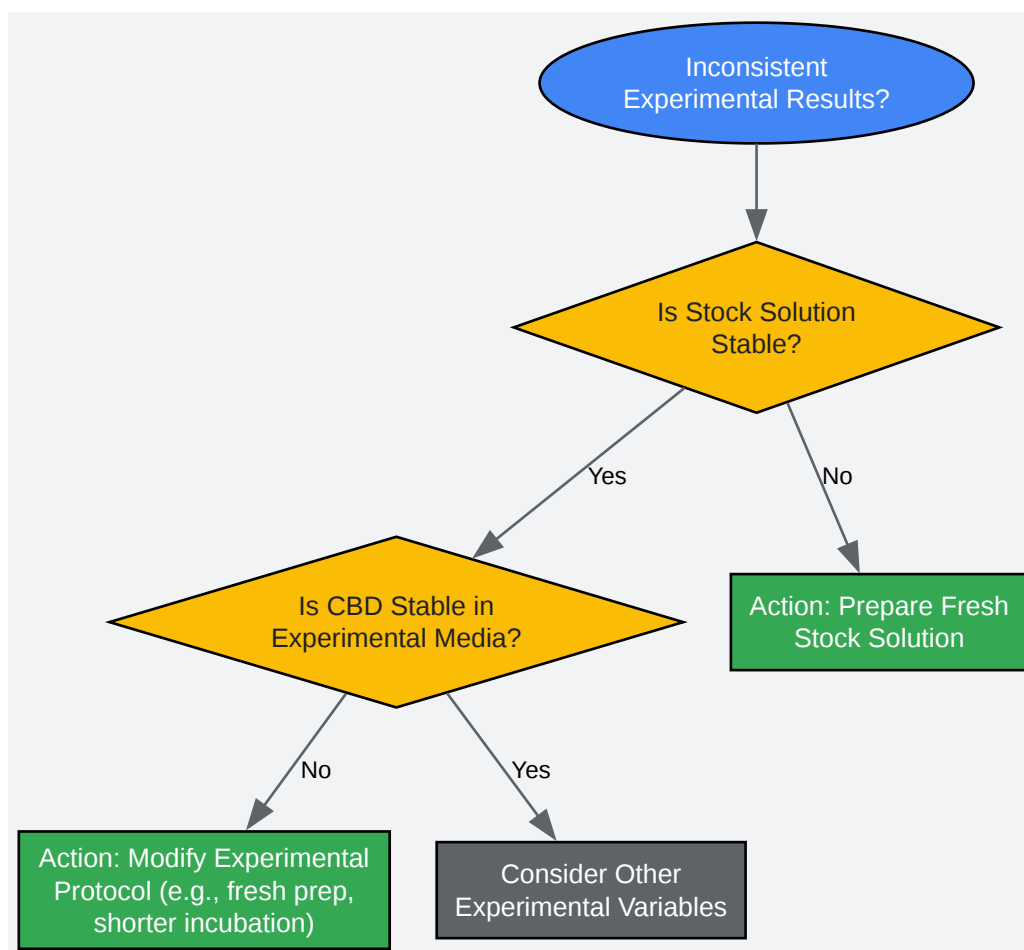 Inconsistent
Experimental Results?
Is Stock Solution
Stable?
Yes
No
Is CBD Stable in
Experimental Media?
Action: Prepare Fresh
Stock Solution
No
Yes
Action: Modify Experimental
Protocol (e.g., fresh prep,
shorter incubation)
Consider Other
Experimental Variables